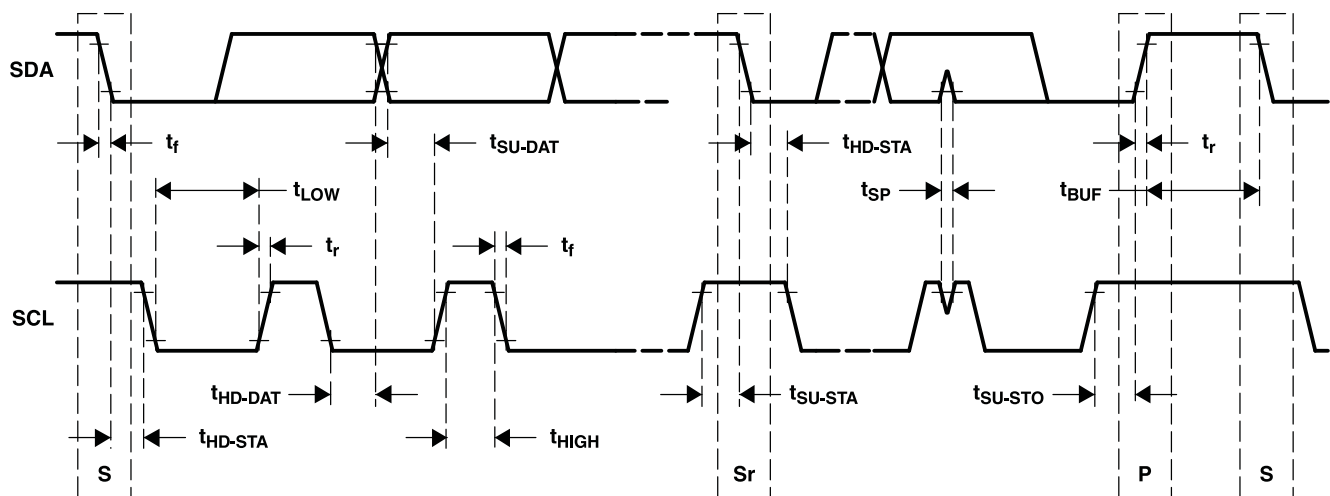 SDA
t_f
t_SU-DAT
t_HD-STA
t_r
t_LOW
t_SP
t_BUF
t_r
t_f
SCL
t_HD-DAT
t_SU-STA
t_SU-STO
t_HD-STA
t_HIGH
S
Sr
P
S